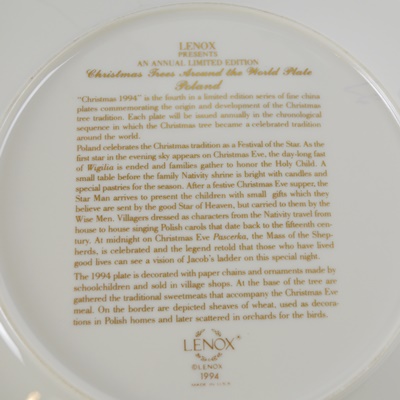 LENOX
PRESENTS
AN ANNUAL LIMITED EDITION
Christmas Trees Around the World Plate
Poland
"Christmas 1994" is the fourth in a limited edition series of fine china
plates commemorating the origin and development of the Christmas
tree tradition. Each plate will be issued annually in the chronological
sequence in which the Christmas tree became a celebrated tradition
around the world.
Poland celebrates the Christmas tradition as a Festival of the Star. As the
first star in the evening sky appears on Christmas Eve, the day-long fast
of Wigilia is ended and families gather to honor the Holy Child. A
small table before the family Nativity shrine is bright with candles and
special pastries for the season. After a festive Christmas Eve supper, the
Star Man arrives to present the children with small gifts which they
believe are sent by the good Star of Heaven, but carried to them by the
Wise Men. Villagers dressed as characters from the Nativity travel from
house to house singing Polish carols that date back to the fifteenth cen-
tury. At midnight on Christmas Eve Pascerka, the Mass of the Shep-
herds, is celebrated and the legend retold that those who have lived
good lives can see a vision of Jacob's ladder on this special night.
The 1994 plate is decorated with paper chains and ornaments made by
schoolchildren and sold in village shops. At the base of the tree are
gathered the traditional sweetmeats that accompany the Christmas Eve
meal. On the border are depicted sheaves of wheat, used as decora-
tions in Polish homes and later scattered in orchards for the birds.
LENOX®
©LENOX
1994
MADE IN U.S.A.